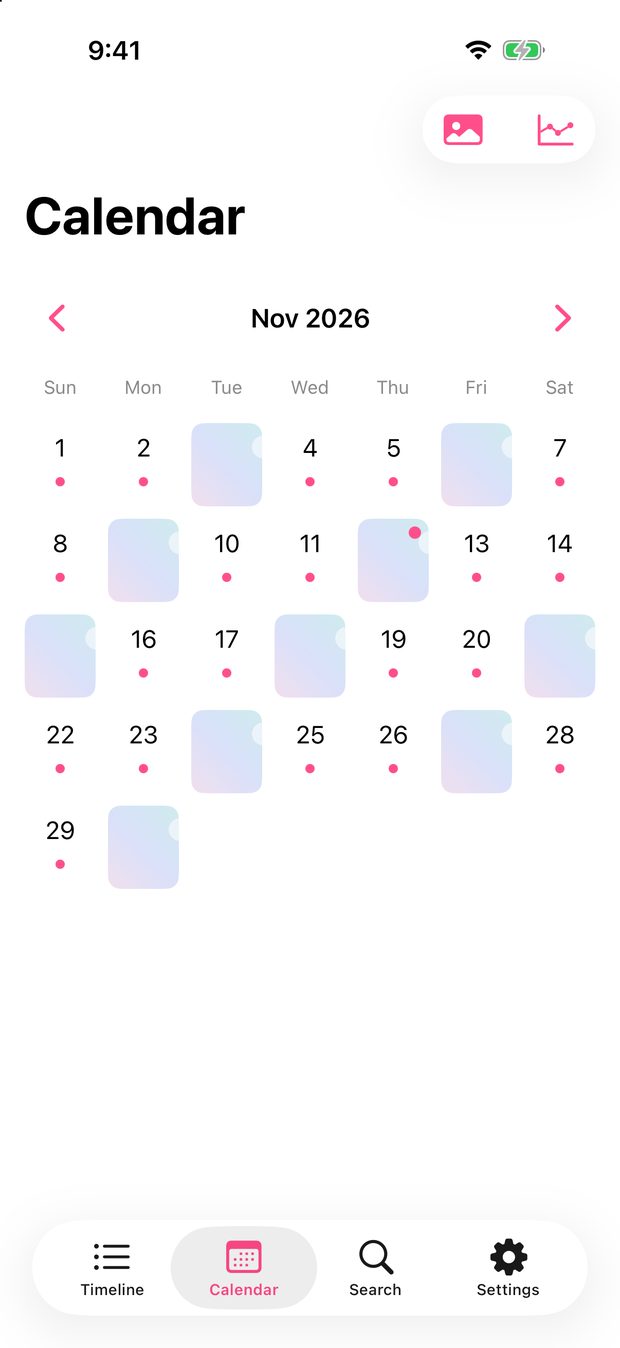 9:41
Calendar
Nov 2026
Sun Mon Tue Wed Thu Fri Sat
1 2 4 5 7
8 10 11 13 14
16 17 19 20
22 23 25 26 28
29
Timeline Calendar Search Settings